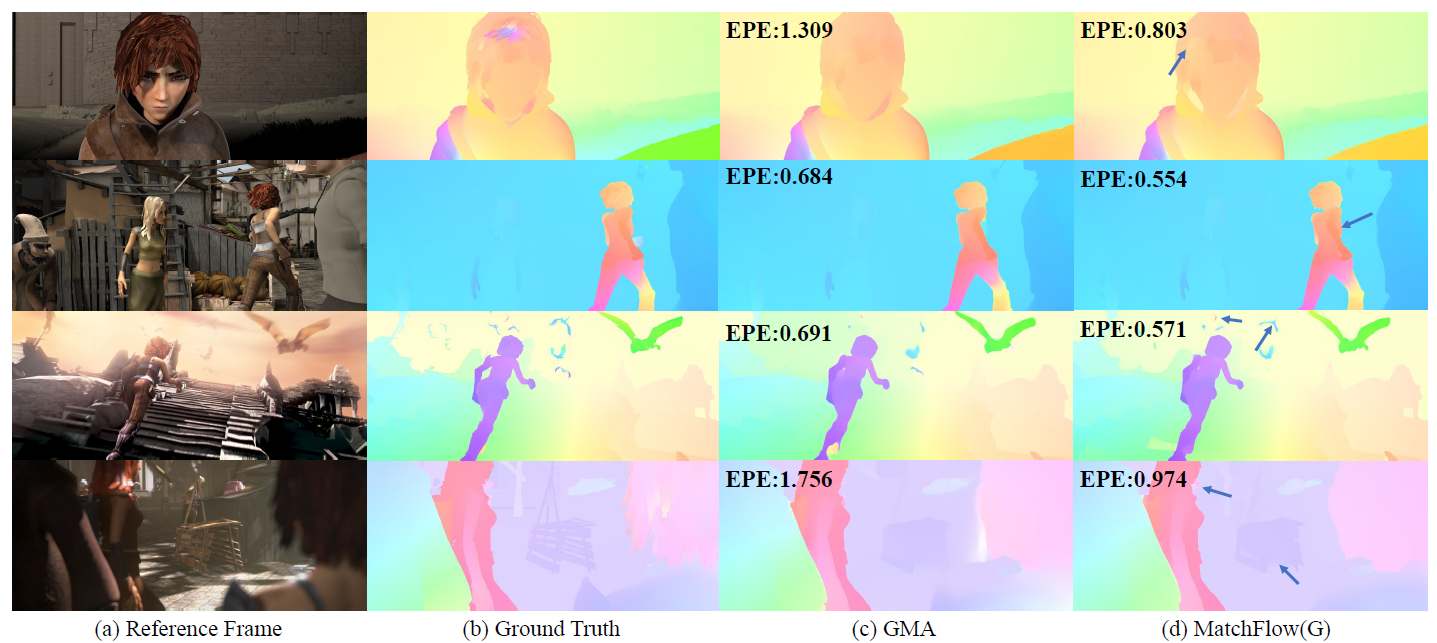 EPE:1.309
EPE:0.803
EPE:0.684
EPE:0.554
EPE:0.691
EPE:0.571
EPE:1.756
EPE:0.974
(a) Reference Frame
(b) Ground Truth
(c) GMA
(d) MatchFlow(G)